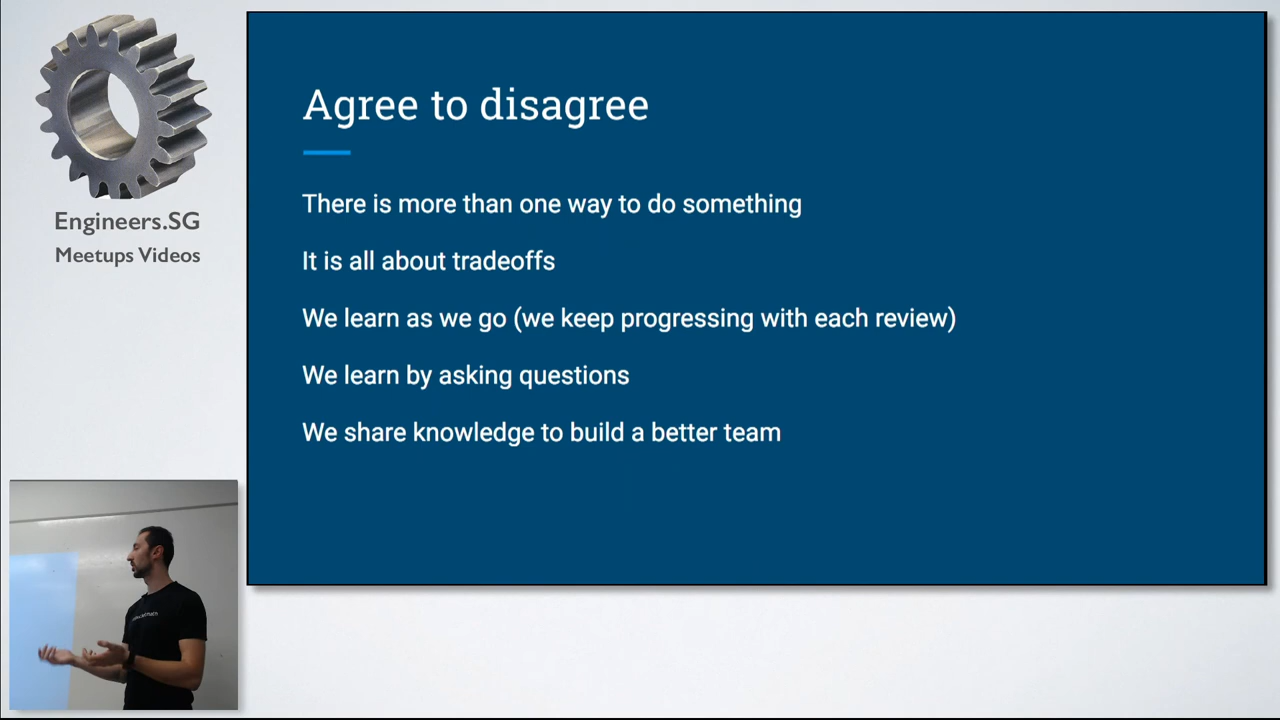 Engineers.SG
Meetups Videos
Agree to disagree
There is more than one way to do something
It is all about tradeoffs
We learn as we go (we keep progressing with each review)
We learn by asking questions
We share knowledge to build a better team